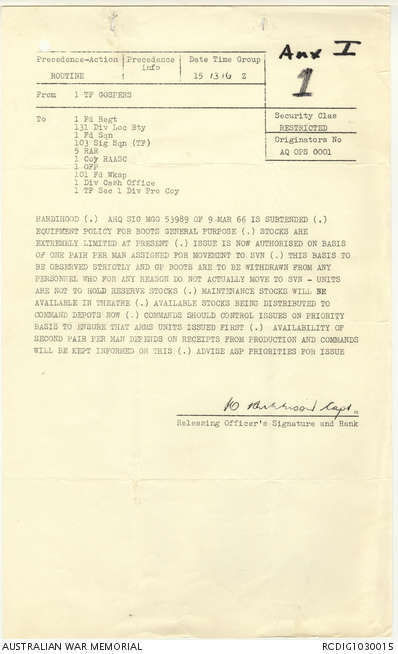 Anx I
1
Precedence-Action Precedence info Date Time Group
ROUTINE 15 1316 Z
From 1 TF GOSPERS
Security Clas
RESTRICTED
Originators No
AQ OPS 0001
To 1 Fd Regt
131 Div Loc Bty
1 Fd Sqn
103 Sig Sqn (TF)
5 RAR
1 Coy RAASC
1 OFP
101 Fd Wksp
1 Div Cash Office
1 TF Sec 1 Div Pro Coy
HARDIHOOD (.) AHQ SIG MGO 53989 OF 9 MAR 66 IS SUBTENDED (.)
EQUIPMENT POLICY FOR BOOTS GENERAL PURPOSE (.) STOCKS ARE
EXTREMELY LIMITED AT PRESENT (.) ISSUE IS NOW AUTHORISED ON BASIS
OF ONE PAIR PER MAN ASSIGNED FOR MOVEMENT TO SVN (.) THIS BASIS TO
BE OBSERVED STRICTLY AND GP BOOTS ARE TO BE WITHDRAWN FROM ANY
PERSONNEL WHO FOR ANY REASON DO NOT ACTUALLY MOVE TO SVN - UNITS
ARE NOT TO HOLD RESERVE STOCKS (.) MAINTENANCE STOCKS WILL BE
AVAILABLE IN THEATRE (.) AVAILABLE STOCKS BEING DISTRIBUTED TO
COMMAND DEPOTS NOW (.) COMMANDS SHOULD CONTROL ISSUES ON PRIORITY
BASIS TO ENSURE THAT ARMS UNITS ISSUED FIRST (.) AVAILABILITY OF
SECOND PAIR PER MAN DEPENDS ON RECEIPTS FROM PRODUCTION AND COMMANDS
WILL BE KEPT INFORMED ON THIS (.) ADVISE ASP PRIORITIES FOR ISSUE
Capt.
Releasing Officer's Signature and Rank
AUSTRALIAN WAR MEMORIAL RCDIG1030015